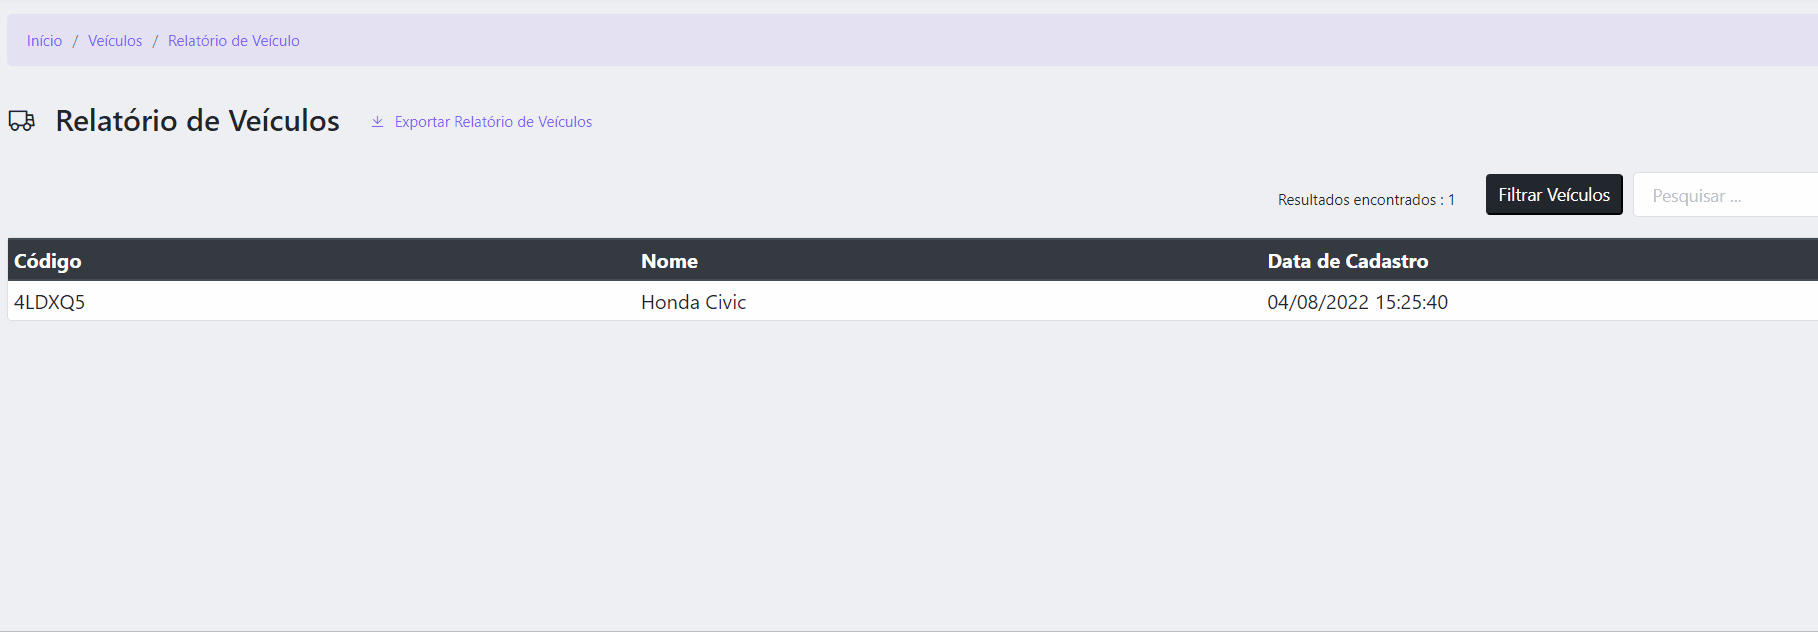 Início / Veículos / Relatório de Veículo
Relatório de Veículos Exportar Relatório de Veículos
Resultados encontrados : 1 Filtrar Veículos Pesquisar ...
Código Nome Data de Cadastro
4LDXQ5 Honda Civic 04/08/2022 15:25:40